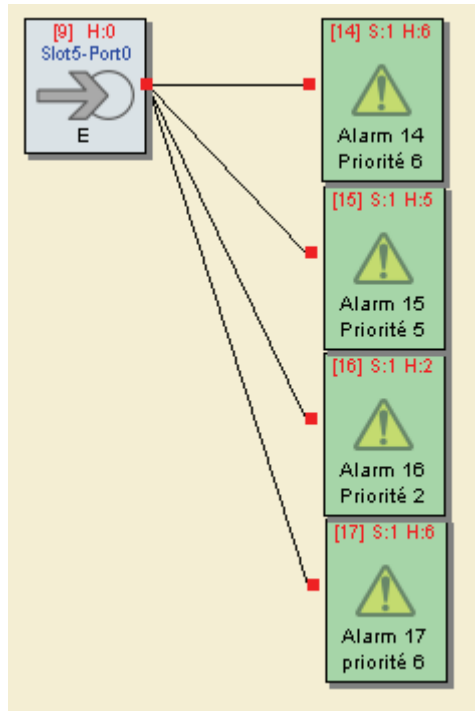 [9] H:0
Slot5-Port0
E
[14] S:1 H:6
Alarm 14
Priorité 6
[15] S:1 H:5
Alarm 15
Priorité 5
[16] S:1 H:2
Alarm 16
Priorité 2
[17] S:1 H:6
Alarm 17
priorité 6